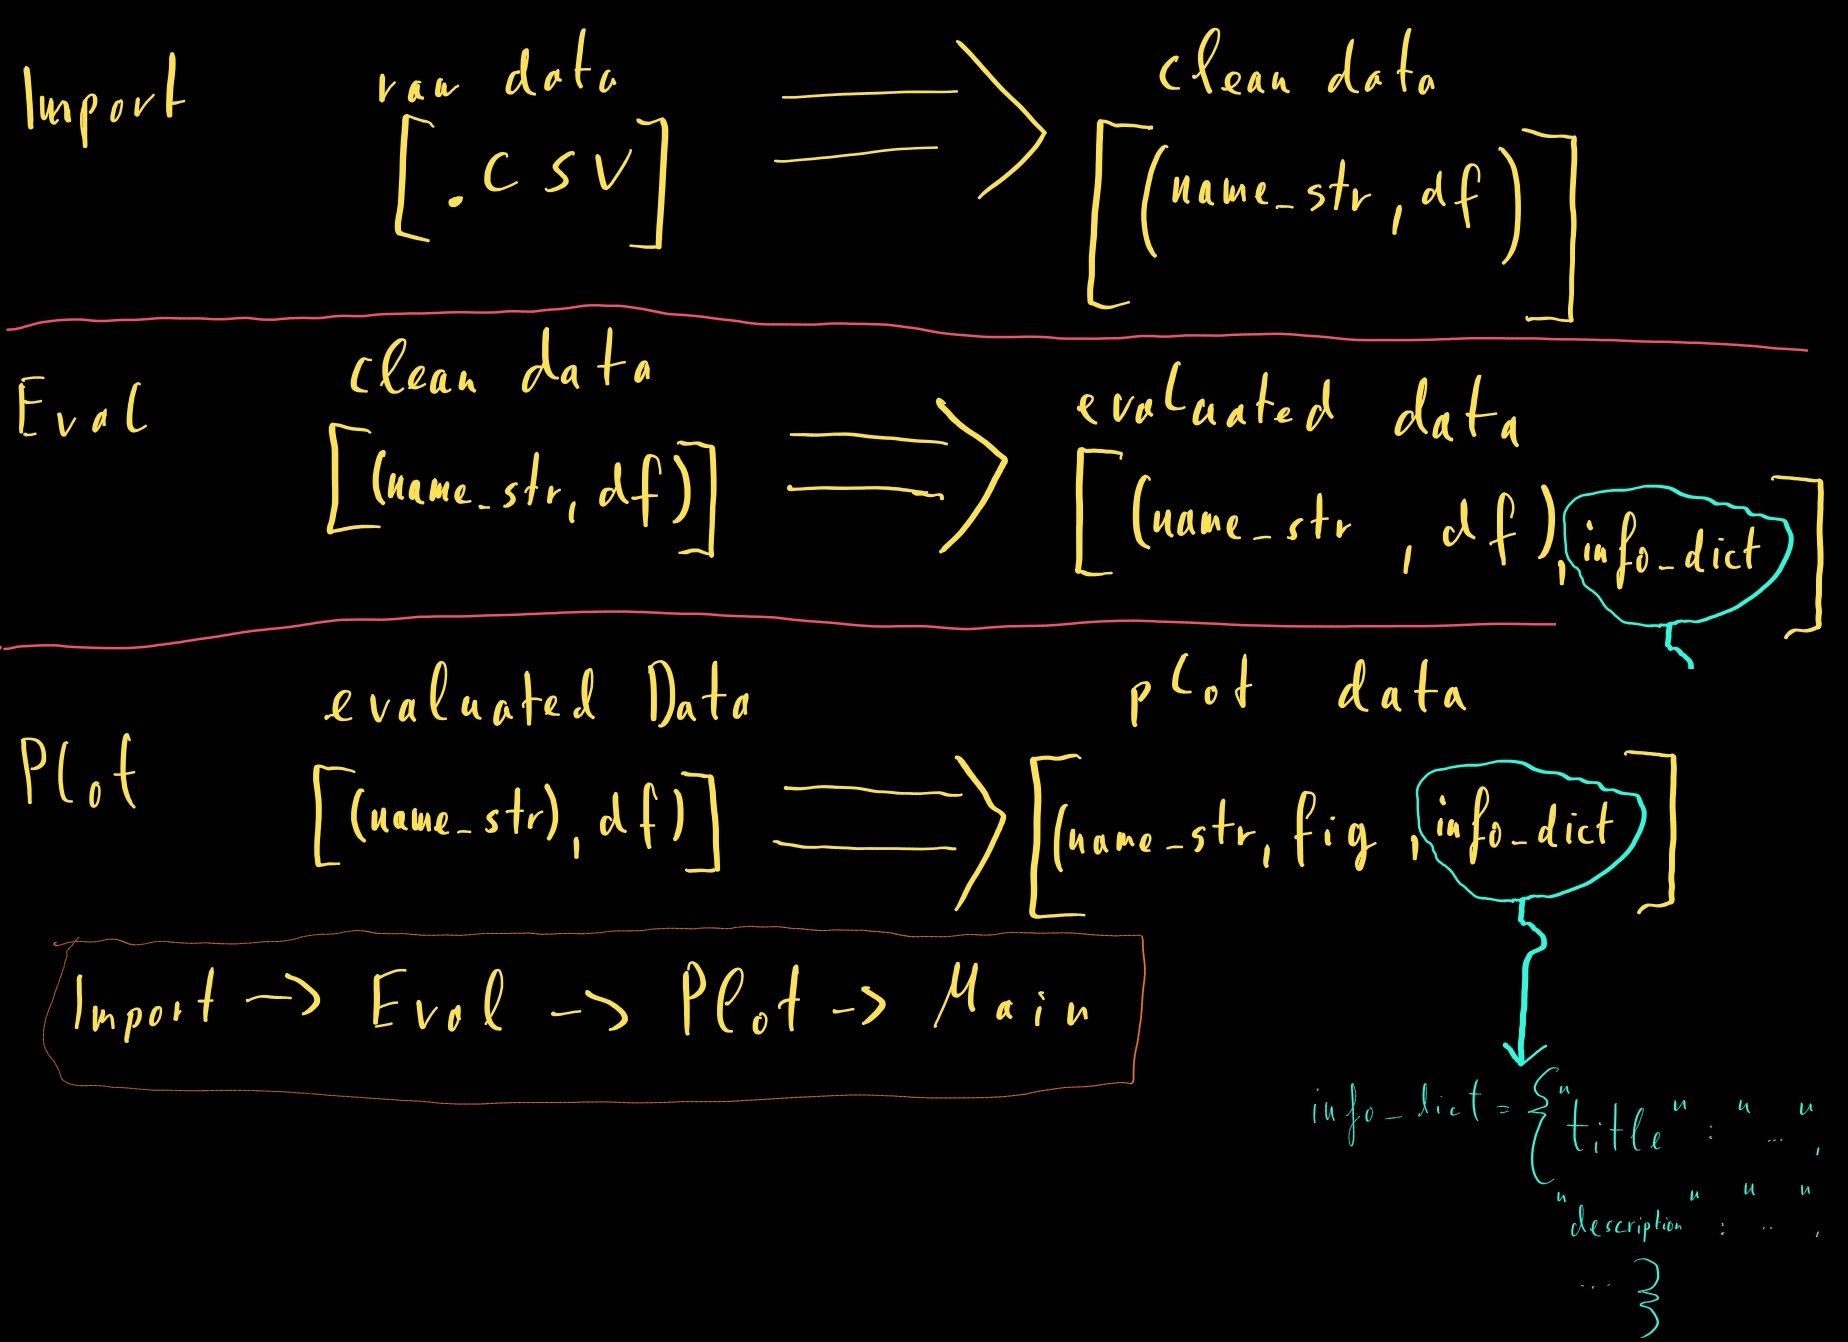 Import
raw data
[.csv]
clean data
[(name_str, df)]
Eval
clean data
[(name_str, df)]
evaluated data
[(name_str, df), info_dict]
Plot
evaluated Data
[(name_str), df)]
plot data
[(name_str, fig, info_dict]
Import -> Eval -> Plot -> Main
info_dict = {"title" : "...",
"description" : "..",
... }